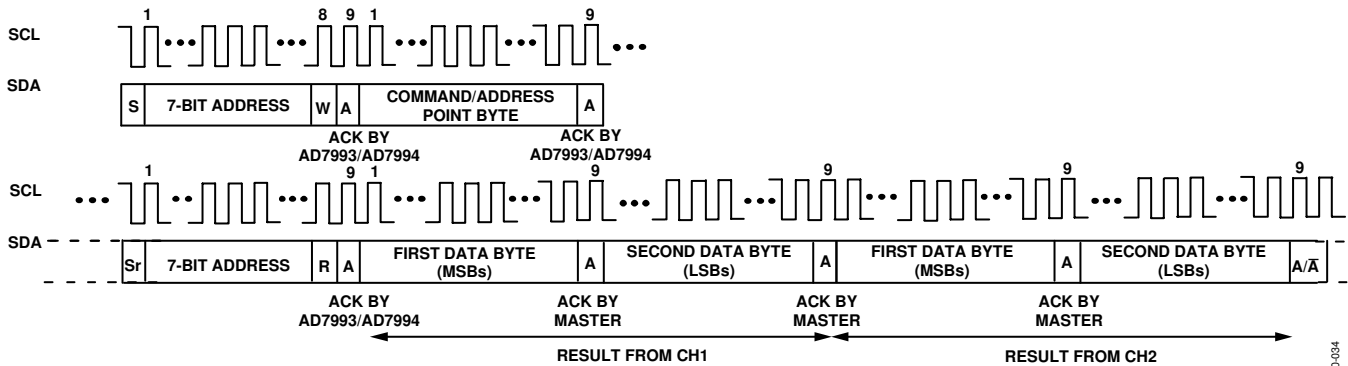 1 8 9 1 9
SCL
SDA
S 7-BIT ADDRESS W A COMMAND/ADDRESS POINT BYTE A
ACK BY AD7993/AD7994
ACK BY AD7993/AD7994
1 9 1 9 9 9 9
SCL
SDA
Sr 7-BIT ADDRESS R A FIRST DATA BYTE (MSBs) A SECOND DATA BYTE (LSBs) A FIRST DATA BYTE (MSBs) A SECOND DATA BYTE (LSBs) A/A̅
ACK BY AD7993/AD7994
ACK BY MASTER
ACK BY MASTER
ACK BY MASTER
RESULT FROM CH1
RESULT FROM CH2
0-034